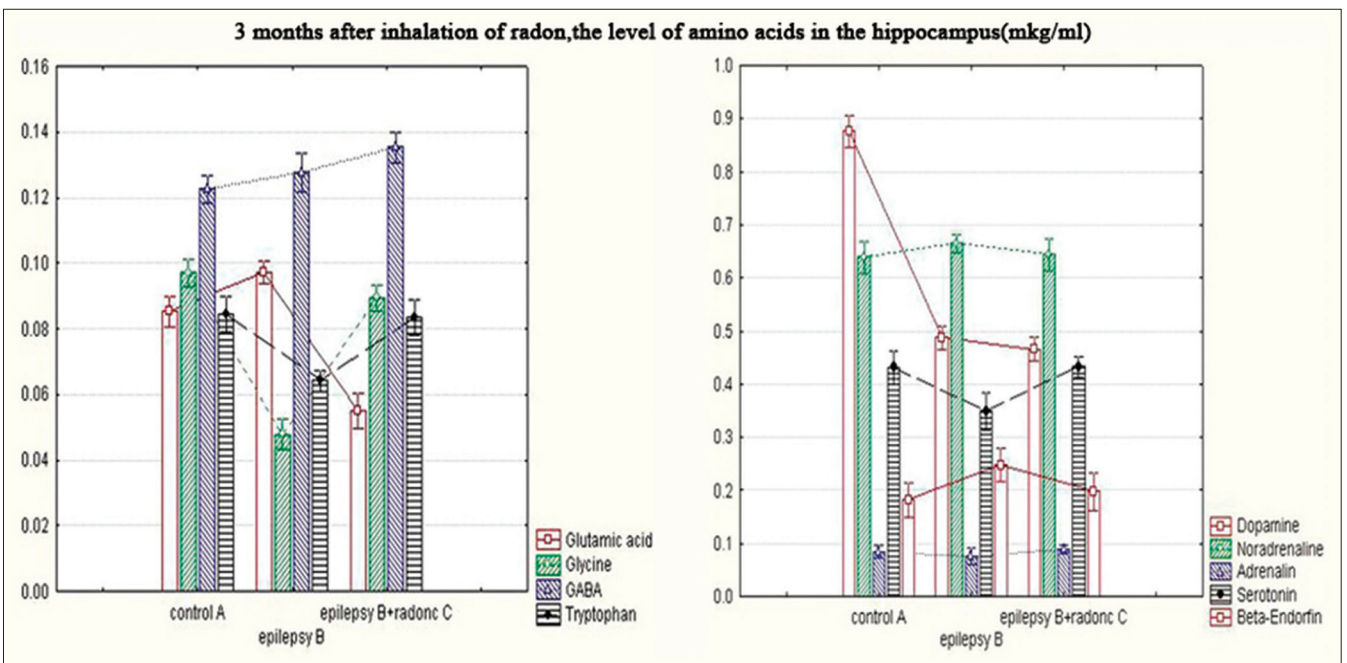 3 months after inhalation of radon,the level of amino acids in the hippocampus(mkg/ml)
0.16
0.14
0.12
0.10
0.08
0.06
0.04
0.02
0.00
control A
epilepsy B
epilepsy B+radonc C
Glutamic acid
Glycine
GABA
Tryptophan
1.0
0.9
0.8
0.7
0.6
0.5
0.4
0.3
0.2
0.1
0.0
control A
epilepsy B
epilepsy B+radonc C
Dopamine
Noradrenaline
Adrenalin
Serotonin
Beta-Endorfin